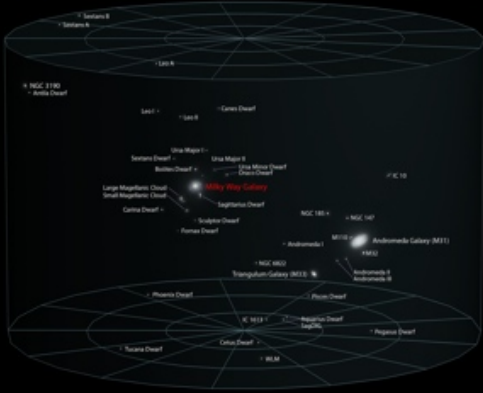 Sextans B
Sextans A
Leo A
NGC 3190
Antlia Dwarf
Leo I
Canes Dwarf
Leo II
Ursa Major I
Ursa Major II
Sextans Dwarf
Ursa Minor Dwarf
Draco Dwarf
Bootes Dwarf
IC 10
Milky Way Galaxy
Large Magellanic Cloud
Small Magellanic Cloud
Sagittarius Dwarf
Carina Dwarf
NGC 185
NGC 147
Sculptor Dwarf
Fornax Dwarf
M110
Andromeda Galaxy (M31)
Andromeda I
M32
NGC 6822
Andromeda II
Andromeda III
Triangulum Galaxy (M33)
Phoenix Dwarf
Pisces Dwarf
IC 1613
Aquarius Dwarf
SagDIG
Pegasus Dwarf
Cetus Dwarf
Tucana Dwarf
WLM